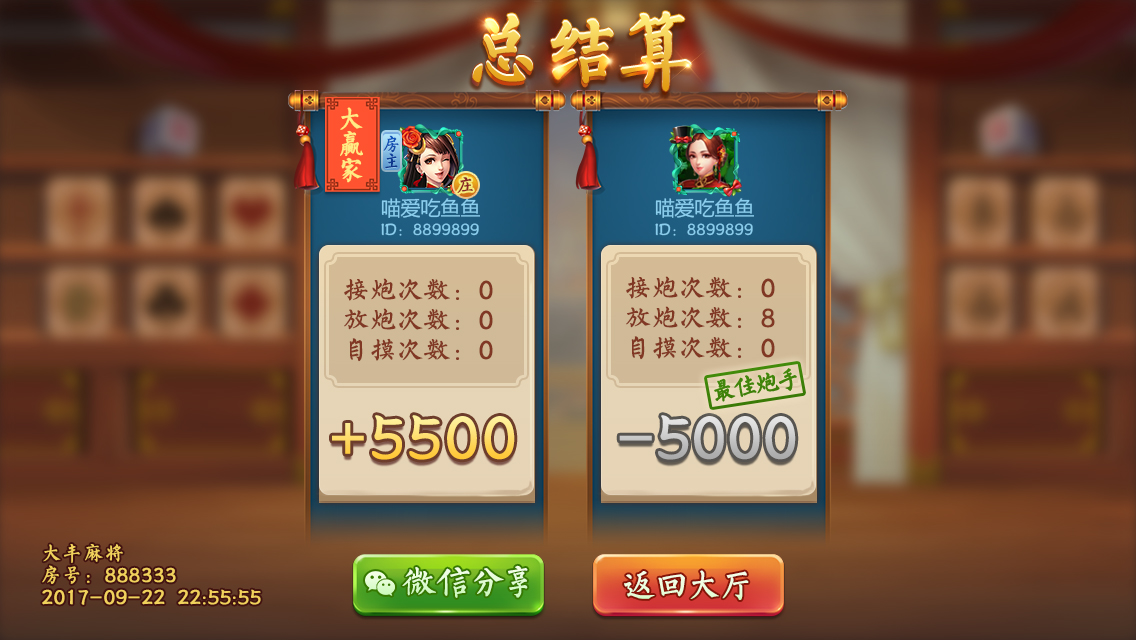 总结算
大赢家
房主
庄
喵爱吃鱼鱼
ID：8899899
接炮次数：0
放炮次数：0
自摸次数：0
+5500
喵爱吃鱼鱼
ID：8899899
接炮次数：0
放炮次数：8
自摸次数：0
最佳炮手
-5000
大丰麻将
房号：888333
2017-09-22 22:55:55
微信分享
返回大厅